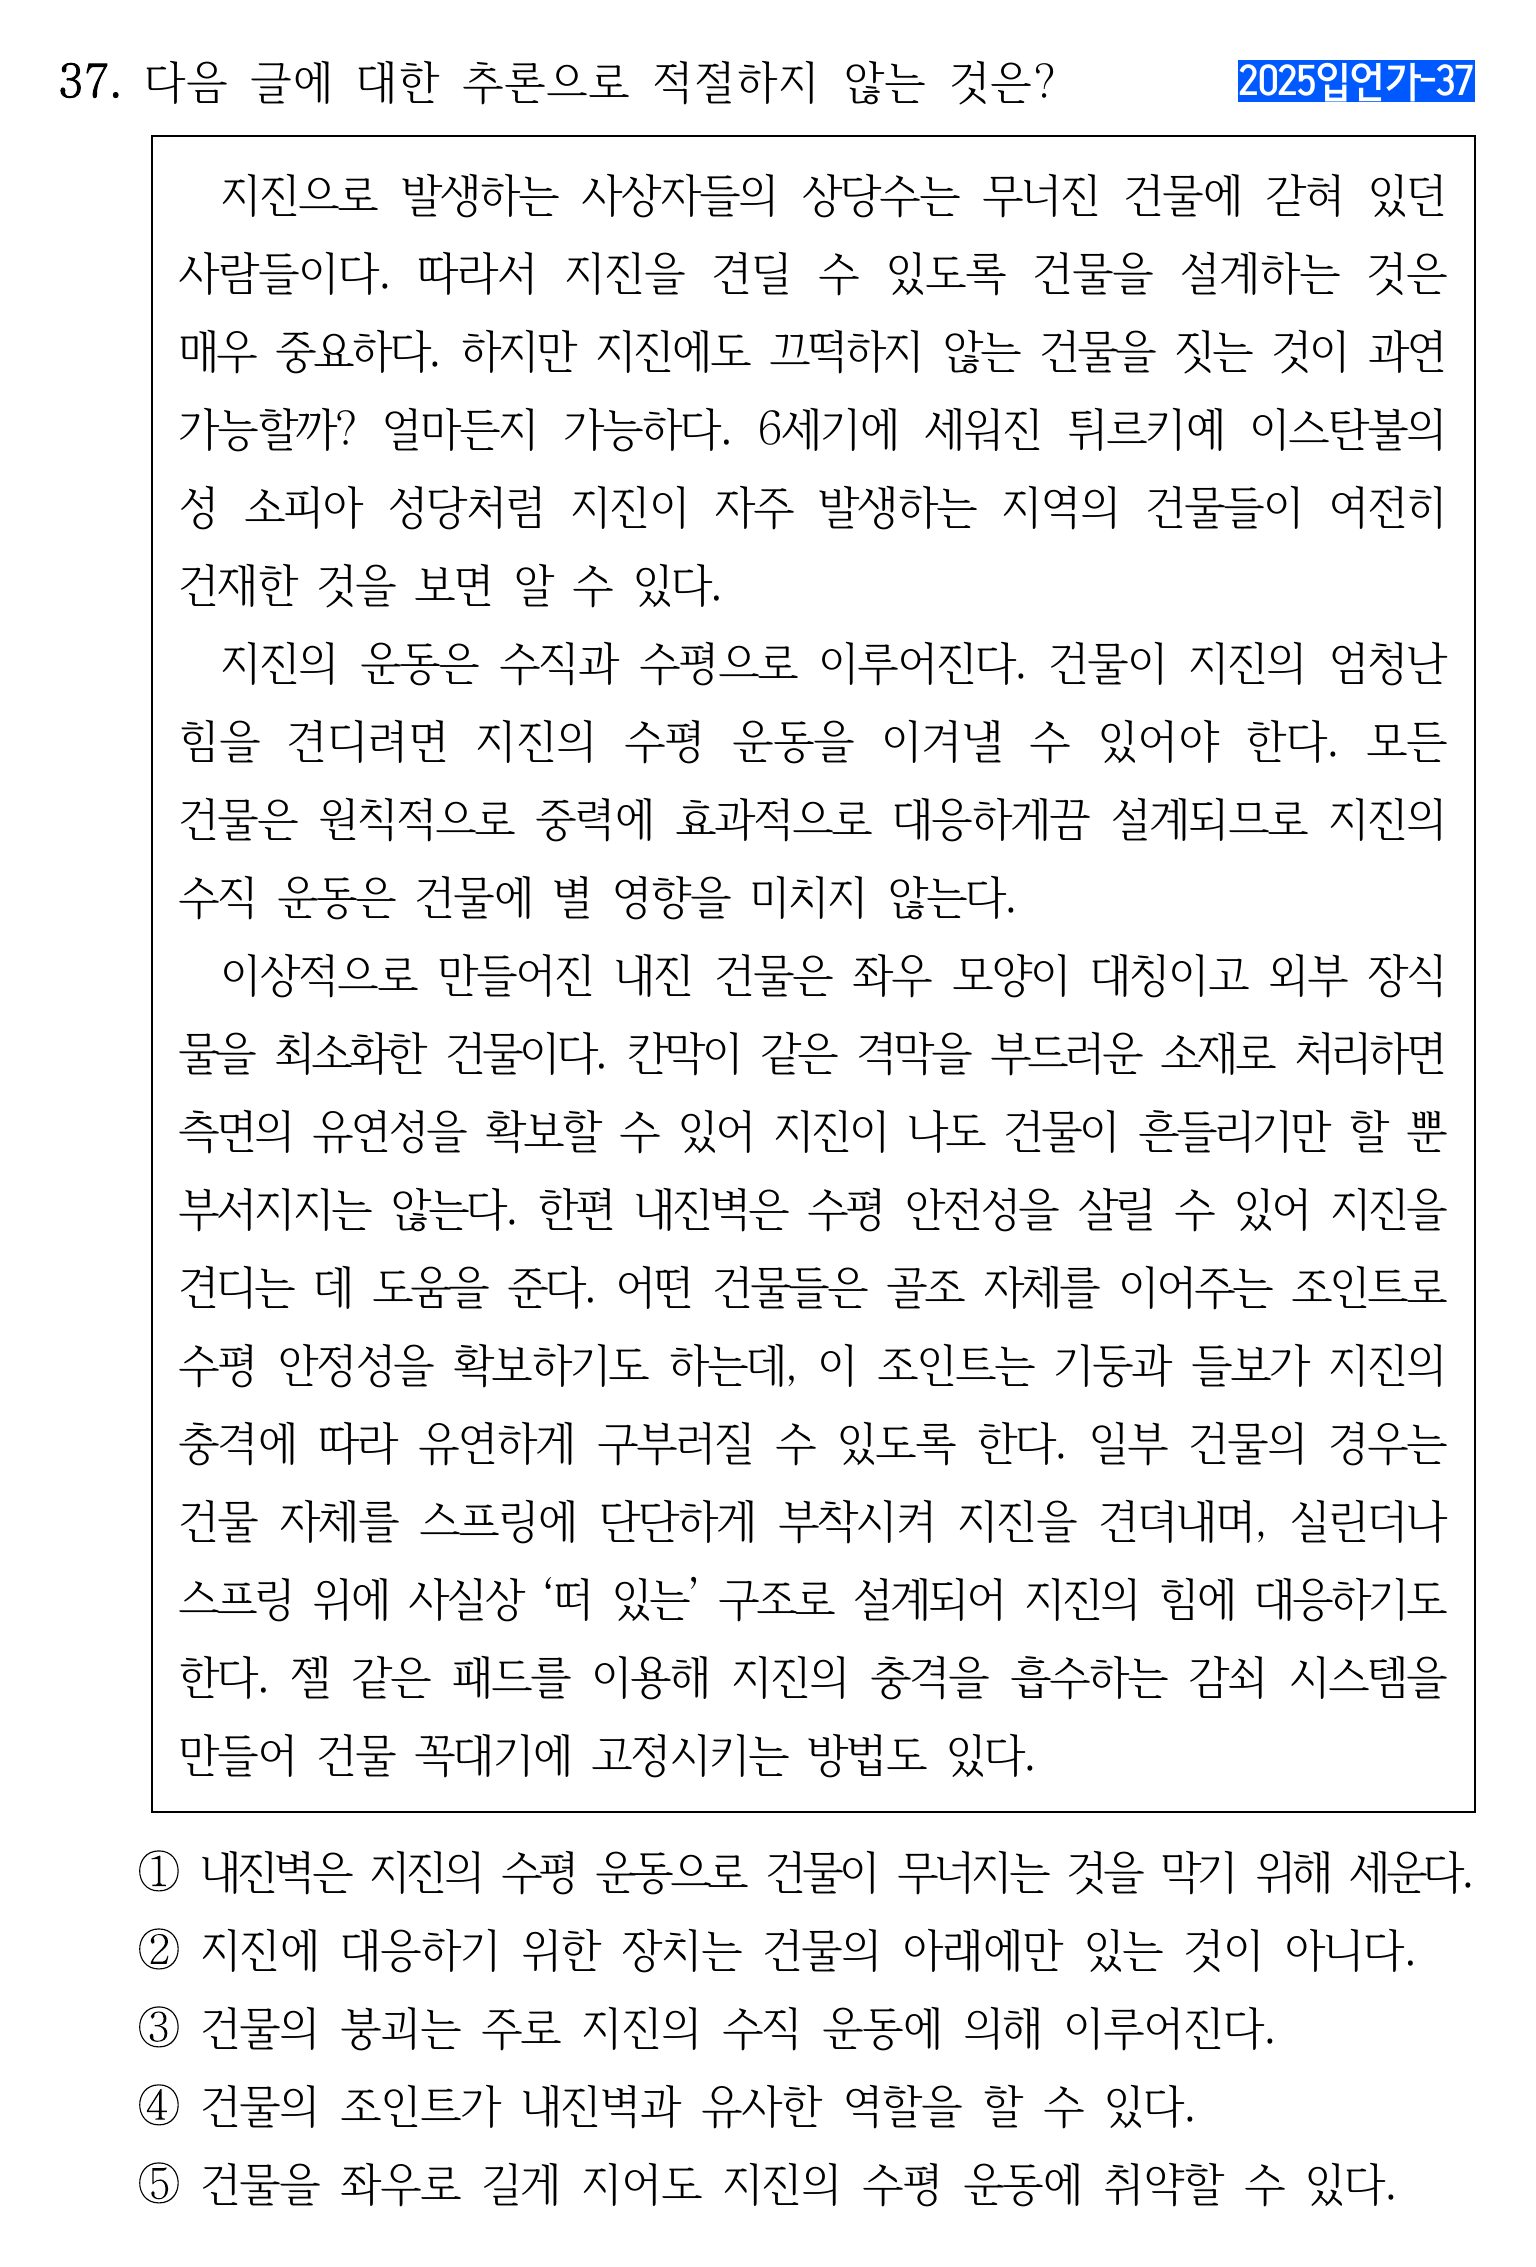 37. 다음 글에 대한 추론으로 적절하지 않는 것은? 2025입언가-37
지진으로 발생하는 사상자들의 상당수는 무너진 건물에 갇혀 있던
사람들이다. 따라서 지진을 견딜 수 있도록 건물을 설계하는 것은
매우 중요하다. 하지만 지진에도 끄떡하지 않는 건물을 짓는 것이 과연
가능할까? 얼마든지 가능하다. 6세기에 세워진 튀르키예 이스탄불의
성 소피아 성당처럼 지진이 자주 발생하는 지역의 건물들이 여전히
건재한 것을 보면 알 수 있다.
지진의 운동은 수직과 수평으로 이루어진다. 건물이 지진의 엄청난
힘을 견디려면 지진의 수평 운동을 이겨낼 수 있어야 한다. 모든
건물은 원칙적으로 중력에 효과적으로 대응하게끔 설계되므로 지진의
수직 운동은 건물에 별 영향을 미치지 않는다.
이상적으로 만들어진 내진 건물은 좌우 모양이 대칭이고 외부 장식
물을 최소화한 건물이다. 칸막이 같은 격막을 부드러운 소재로 처리하면
측면의 유연성을 확보할 수 있어 지진이 나도 건물이 흔들리기만 할 뿐
부서지지는 않는다. 한편 내진벽은 수평 안전성을 살릴 수 있어 지진을
견디는 데 도움을 준다. 어떤 건물들은 골조 자체를 이어주는 조인트로
수평 안정성을 확보하기도 하는데, 이 조인트는 기둥과 들보가 지진의
충격에 따라 유연하게 구부러질 수 있도록 한다. 일부 건물의 경우는
건물 자체를 스프링에 단단하게 부착시켜 지진을 견뎌내며, 실린더나
스프링 위에 사실상 ‘떠 있는’ 구조로 설계되어 지진의 힘에 대응하기도
한다. 젤 같은 패드를 이용해 지진의 충격을 흡수하는 감쇠 시스템을
만들어 건물 꼭대기에 고정시키는 방법도 있다.
① 내진벽은 지진의 수평 운동으로 건물이 무너지는 것을 막기 위해 세운다.
② 지진에 대응하기 위한 장치는 건물의 아래에만 있는 것이 아니다.
③ 건물의 붕괴는 주로 지진의 수직 운동에 의해 이루어진다.
④ 건물의 조인트가 내진벽과 유사한 역할을 할 수 있다.
⑤ 건물을 좌우로 길게 지어도 지진의 수평 운동에 취약할 수 있다.